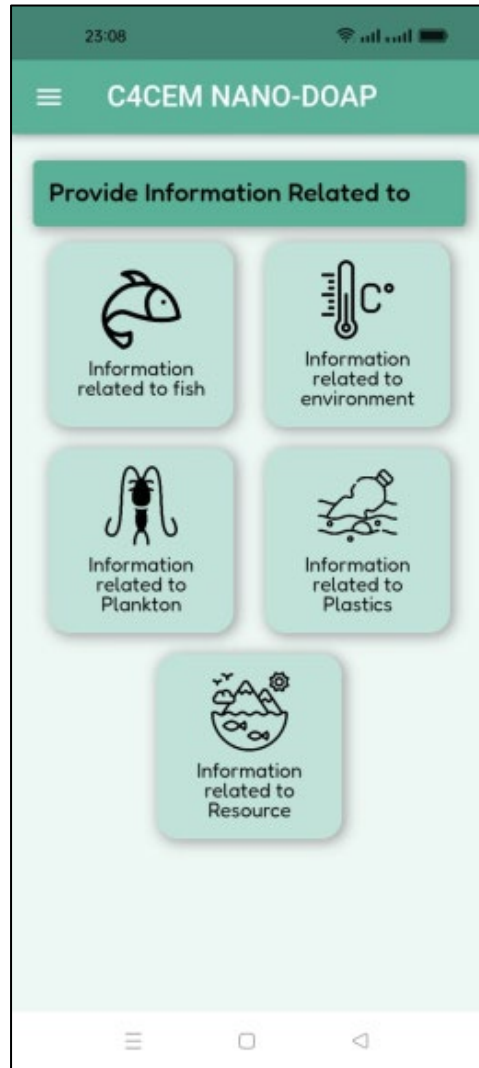 23:08
C4CEM NANO-DOAP
Provide Information Related to
Information
related to fish
C°
Information
related to
environment
Information
related to
Plankton
Information
related to
Plastics
Information
related to
Resource